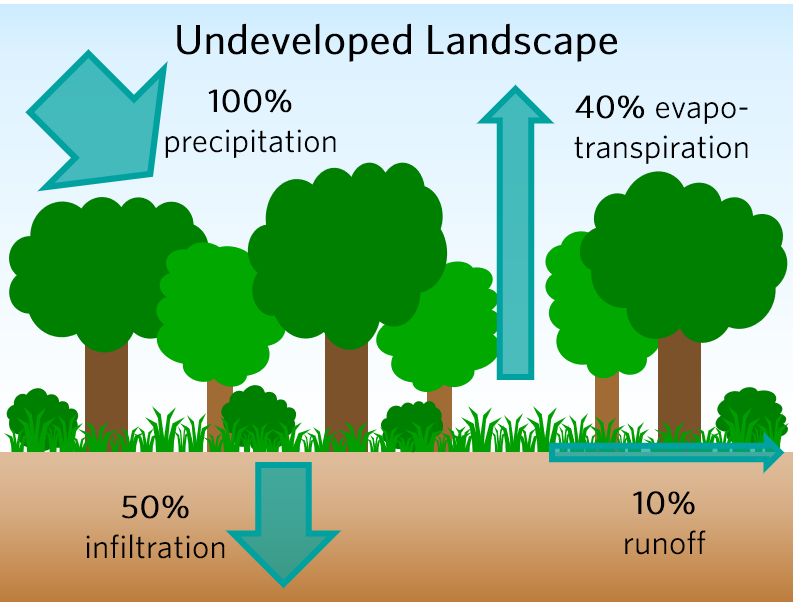 Undeveloped Landscape
100%
precipitation
40% evapo-
transpiration
50%
infiltration
10%
runoff